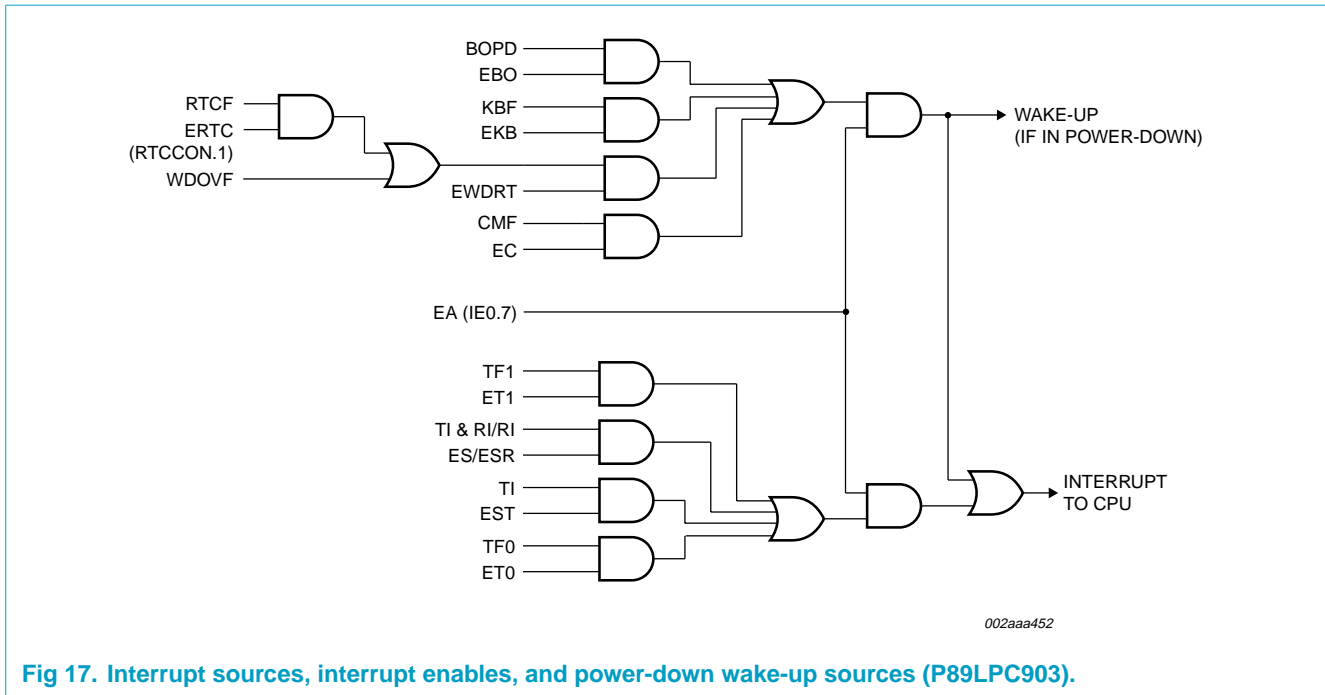 BOPD
EBO
RTCF
ERTC
(RTCCON.1)
WDOVF
KBF
EKB
EWDRT
CMF
EC
WAKE-UP
(IF IN POWER-DOWN)
EA (IE0.7)
TF1
ET1
TI & RI/RI
ES/ESR
TI
EST
TF0
ET0
INTERRUPT
TO CPU
002aaa452
Fig 17. Interrupt sources, interrupt enables, and power-down wake-up sources (P89LPC903).